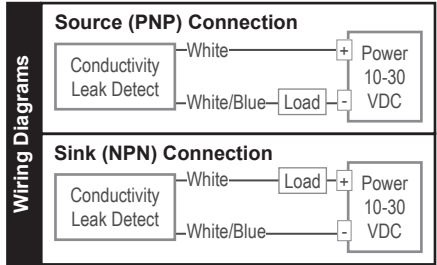 Wiring Diagrams
Source (PNP) Connection
Conductivity
Leak Detect
White
White/Blue
Load
+
-
Power
10-30
VDC
Sink (NPN) Connection
Conductivity
Leak Detect
White
Load
White/Blue
+
-
Power
10-30
VDC